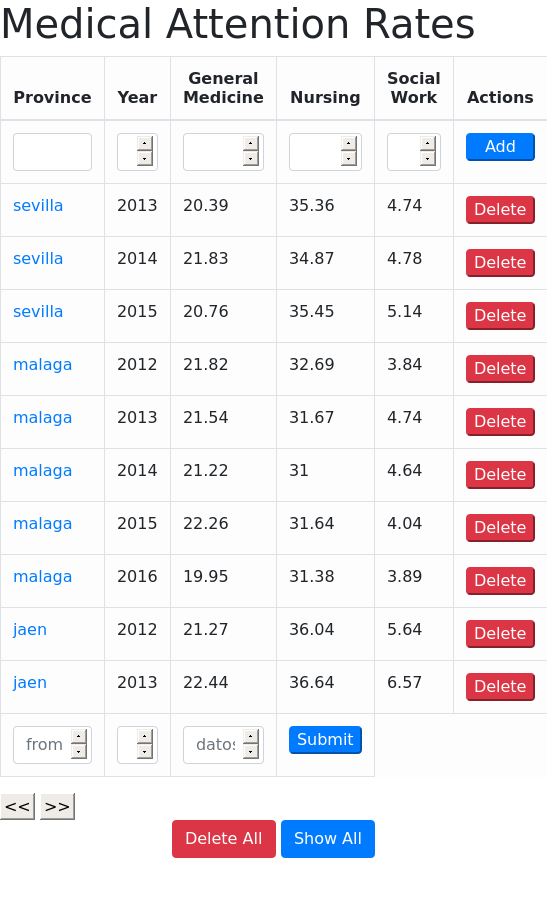 Medical Attention Rates
Province Year General Medicine Nursing Social Work Actions
Add
sevilla 2013 20.39 35.36 4.74 Delete
sevilla 2014 21.83 34.87 4.78 Delete
sevilla 2015 20.76 35.45 5.14 Delete
malaga 2012 21.82 32.69 3.84 Delete
malaga 2013 21.54 31.67 4.74 Delete
malaga 2014 21.22 31 4.64 Delete
malaga 2015 22.26 31.64 4.04 Delete
malaga 2016 19.95 31.38 3.89 Delete
jaen 2012 21.27 36.04 5.64 Delete
jaen 2013 22.44 36.64 6.57 Delete
from datos Submit
<< >>
Delete All Show All